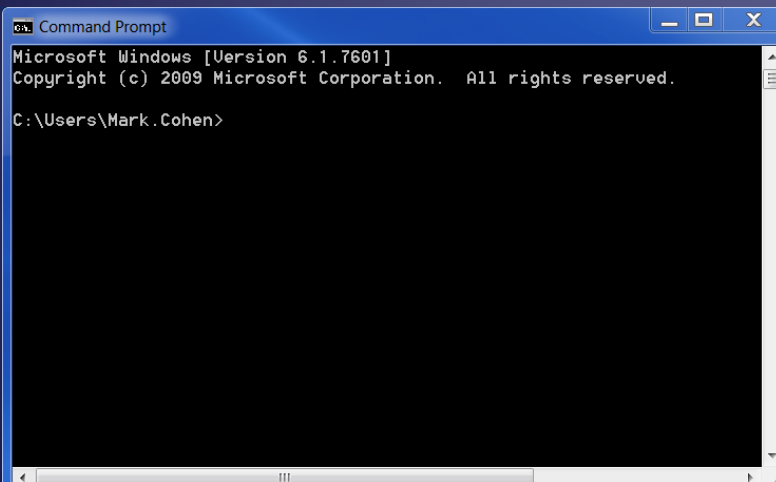 Command Prompt
Microsoft Windows [Version 6.1.7601]
Copyright (c) 2009 Microsoft Corporation.  All rights reserved.
C:\Users\Mark.Cohen>